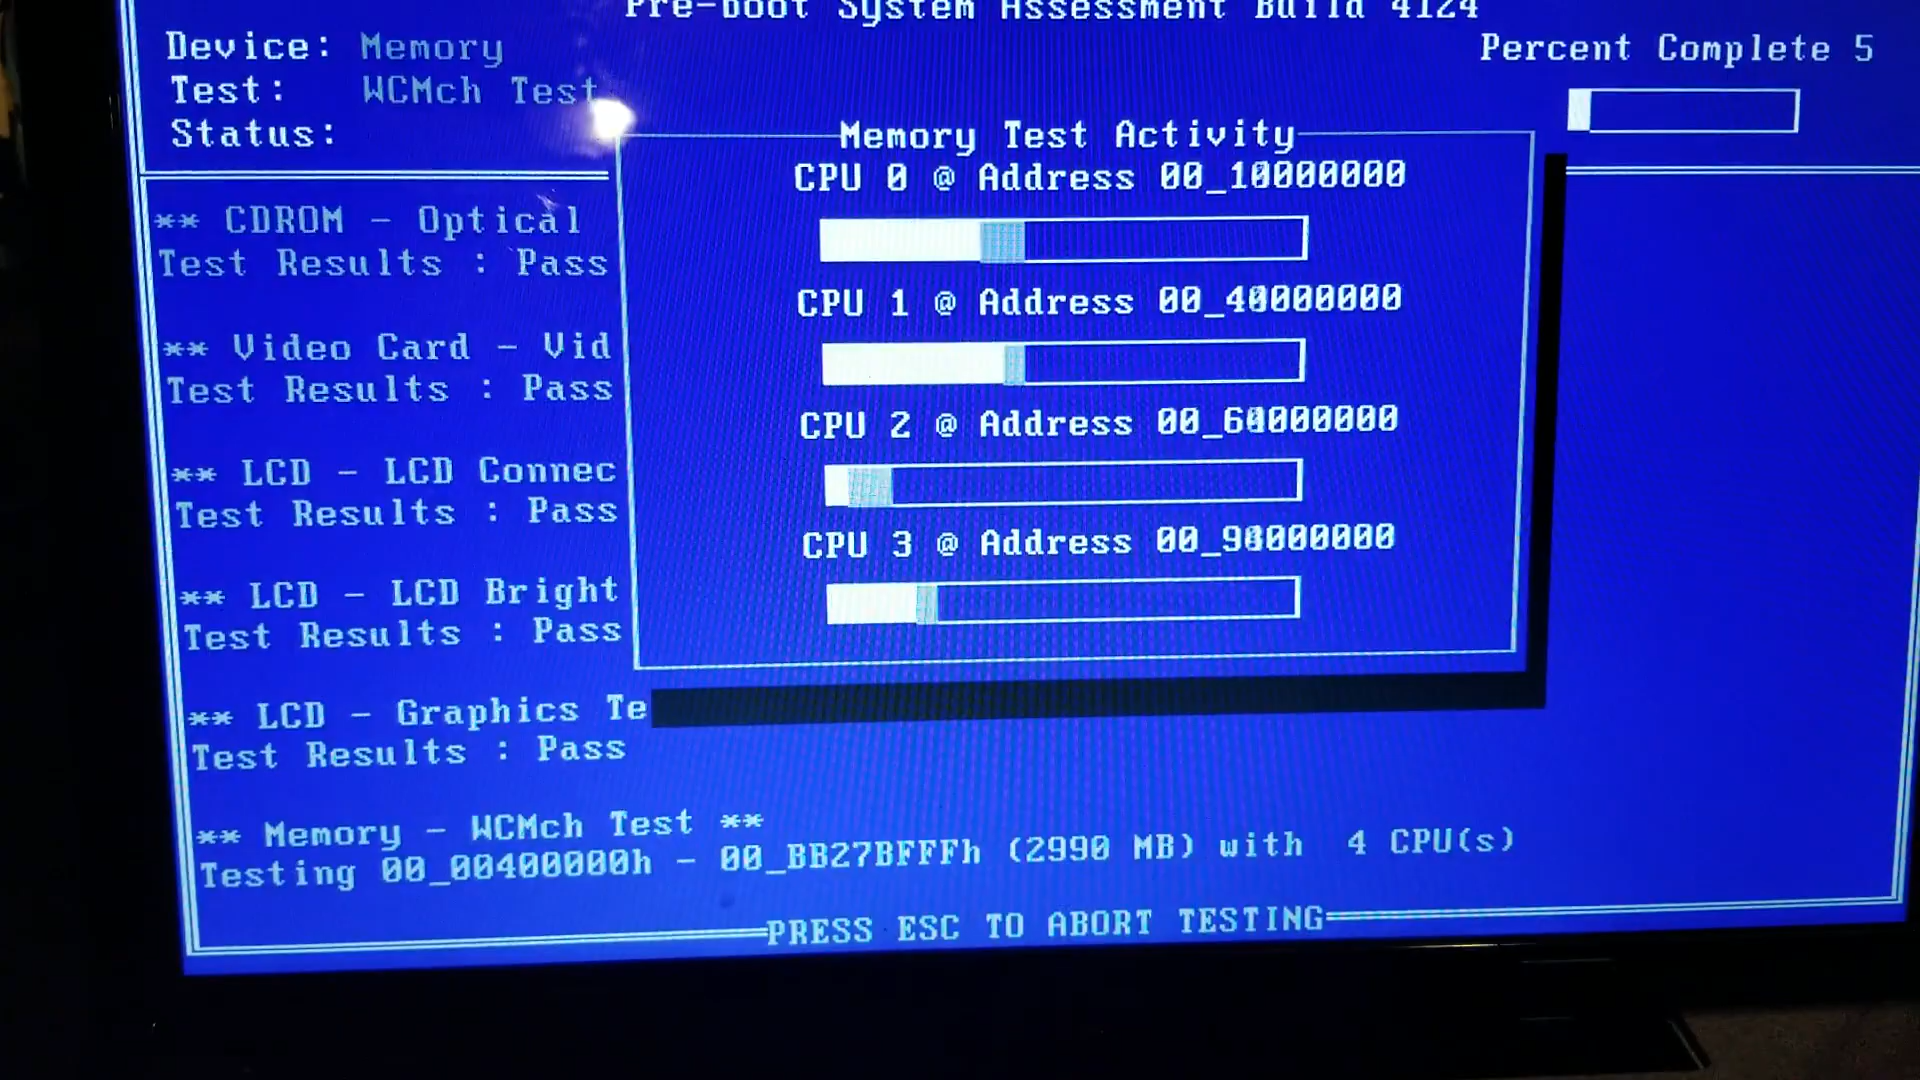 Pre-boot System Assessment Build 4124
Device: Memory
Percent Complete 5
Test: WCMch Test
Status:
Memory Test Activity
CPU 0 @ Address 00_10000000
** CDROM - Optical
Test Results : Pass
CPU 1 @ Address 00_40000000
** Video Card - Vid
Test Results : Pass
CPU 2 @ Address 00_60000000
** LCD - LCD Connec
Test Results : Pass
CPU 3 @ Address 00_90000000
** LCD - LCD Bright
Test Results : Pass
** LCD - Graphics Te
Test Results : Pass
** Memory - WCMch Test **
Testing 00_00400000h - 00_BB27BFFFh (2990 MB) with 4 CPU(s)
PRESS ESC TO ABORT TESTING